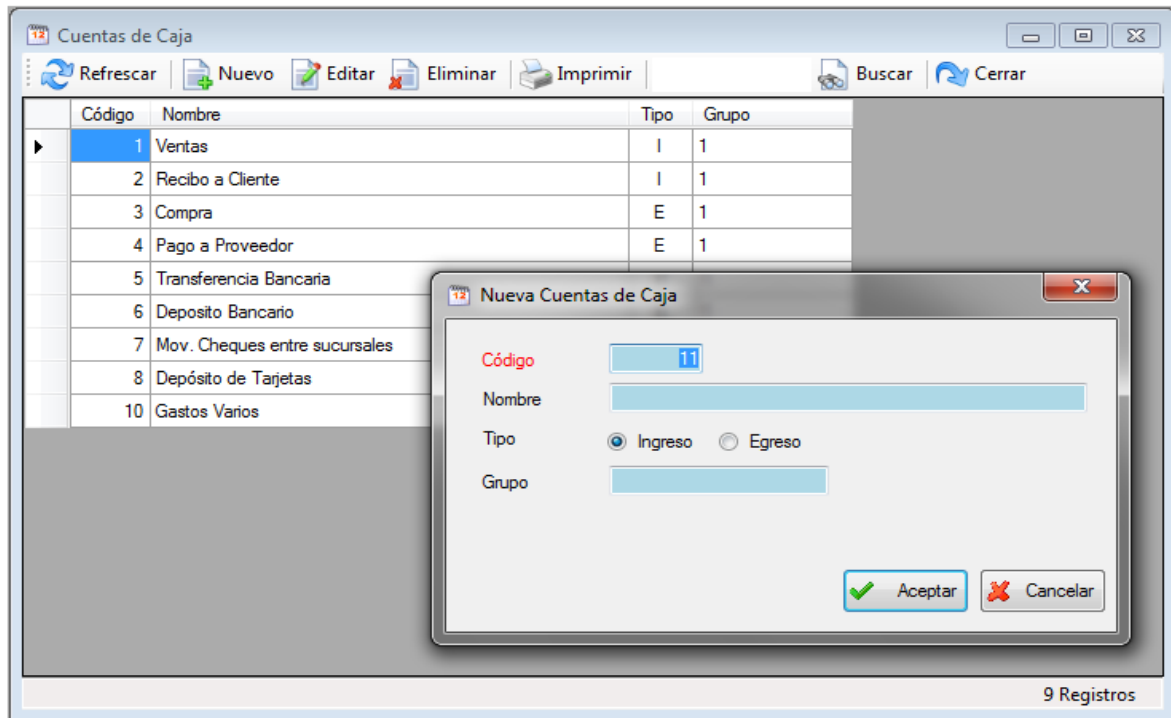 Cuentas de Caja
Refrescar Nuevo Editar Eliminar Imprimir Buscar Cerrar
Código Nombre Tipo Grupo
1 Ventas I 1
2 Recibo a Cliente I 1
3 Compra E 1
4 Pago a Proveedor E 1
5 Transferencia Bancaria
6 Deposito Bancario
7 Mov. Cheques entre sucursales
8 Depósito de Tarjetas
10 Gastos Varios
12 Nueva Cuentas de Caja
Código 11
Nombre
Tipo Ingreso Egreso
Grupo
Aceptar Cancelar
9 Registros